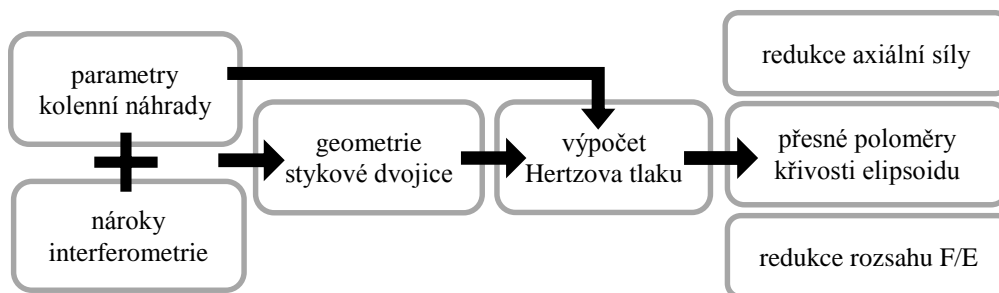 parametry
kolenní náhrady
nároky
interferometrie
geometrie
stykové dvojice
výpočet
Hertzova tlaku
redukce axiální síly
přesné poloměry
křivosti elipsoidu
redukce rozsahu F/E